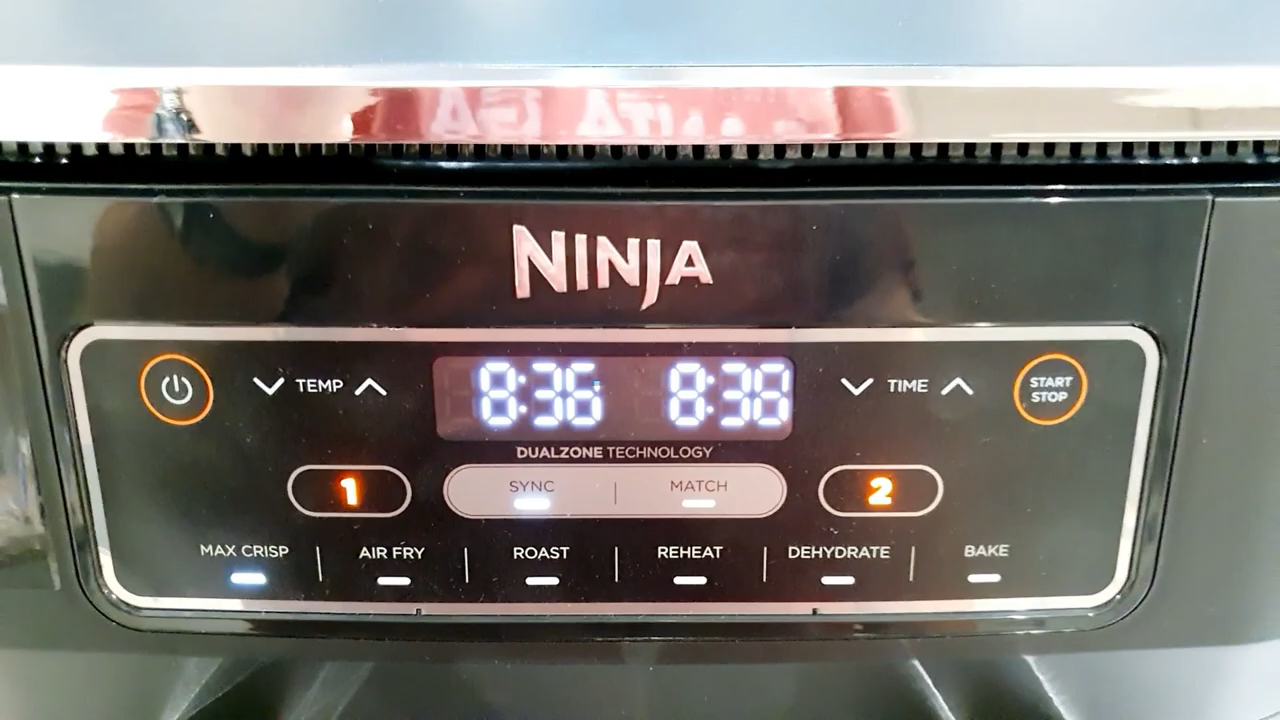 NINJA
TEMP
8:36 8:38
TIME
START
STOP
DUALZONE TECHNOLOGY
1
SYNC
MATCH
2
MAX CRISP
AIR FRY
ROAST
REHEAT
DEHYDRATE
BAKE